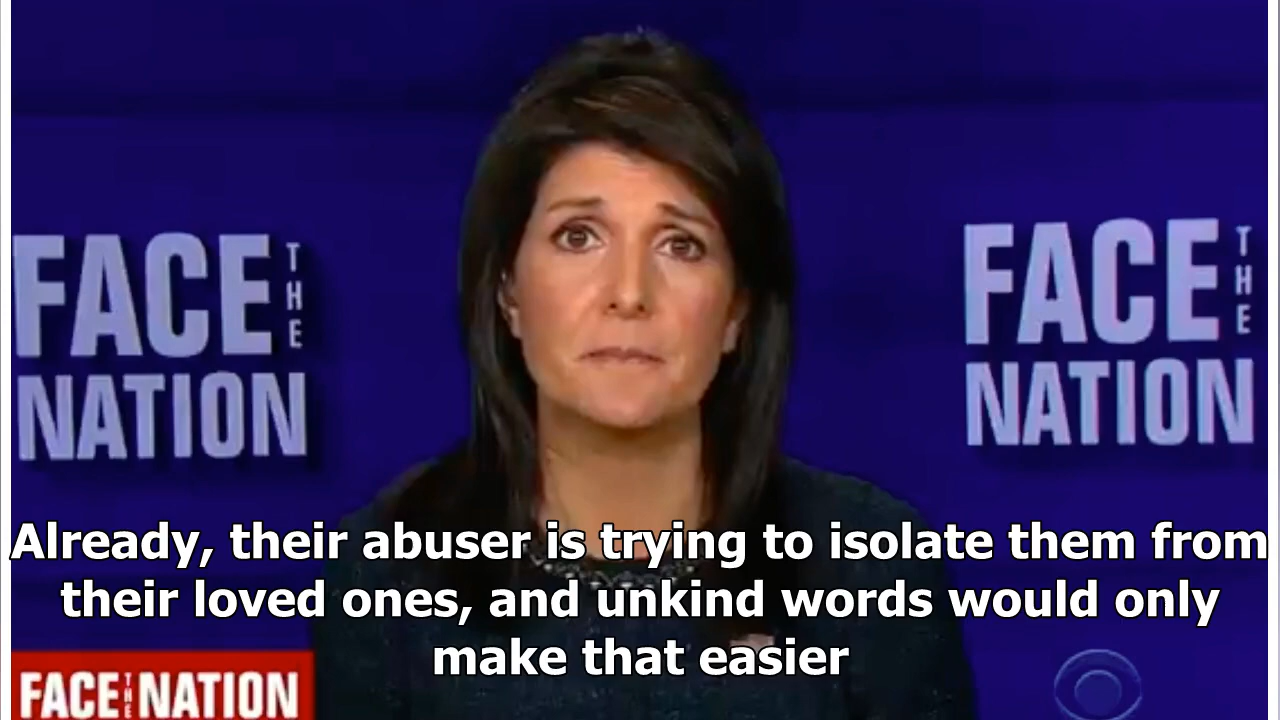 FACE THE
NATION
FACE THE
NATION
Already, their abuser is trying to isolate them from
their loved ones, and unkind words would only
make that easier
FACE THE NATION